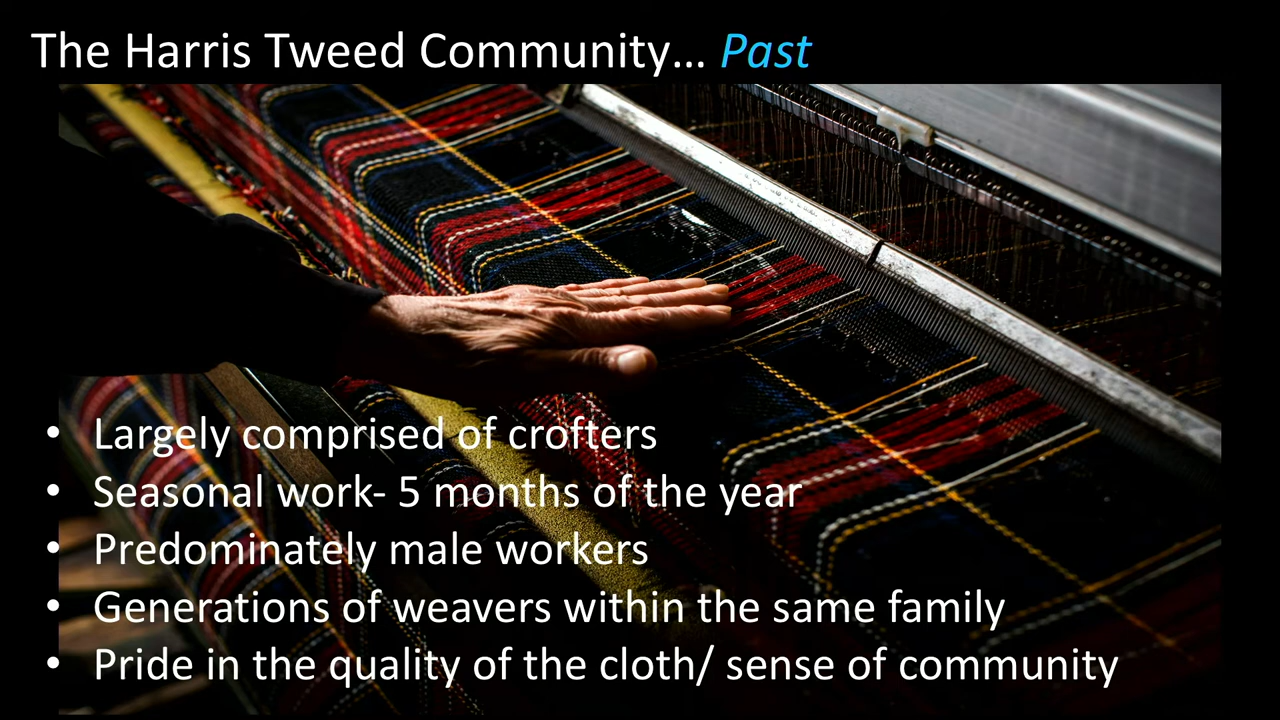 The Harris Tweed Community... Past
• Largely comprised of crofters
• Seasonal work- 5 months of the year
• Predominately male workers
• Generations of weavers within the same family
• Pride in the quality of the cloth/ sense of community